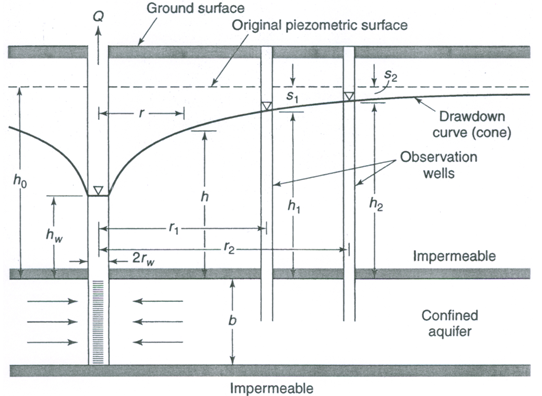 Ground surface
Q
Original piezometric surface
s2
s1
r
Drawdown
curve (cone)
Observation
wells
h0
h
h1
h2
hw
r1
r2
2rw
Impermeable
b
Confined
aquifer
Impermeable